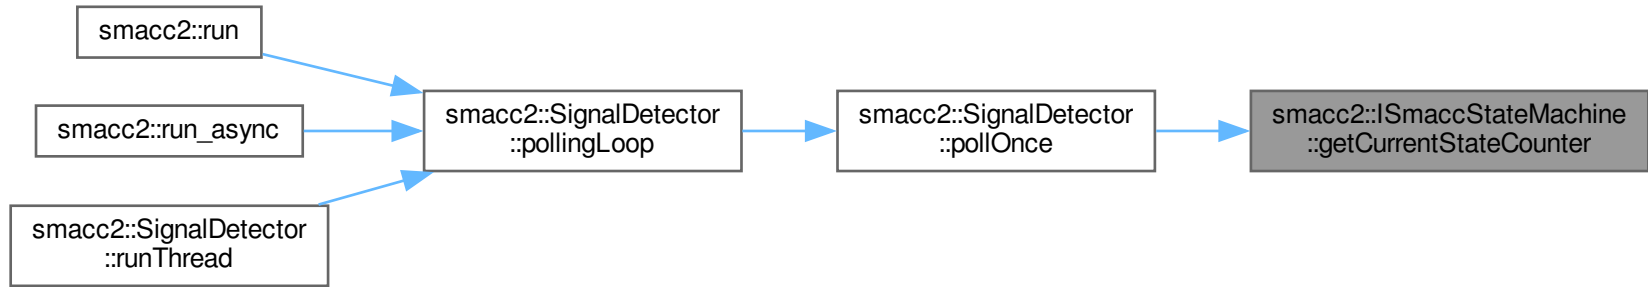 smacc2::run
smacc2::run_async
smacc2::SignalDetector
::runThread
smacc2::SignalDetector
::pollingLoop
smacc2::SignalDetector
::pollOnce
smacc2::ISmaccStateMachine
::getCurrentStateCounter